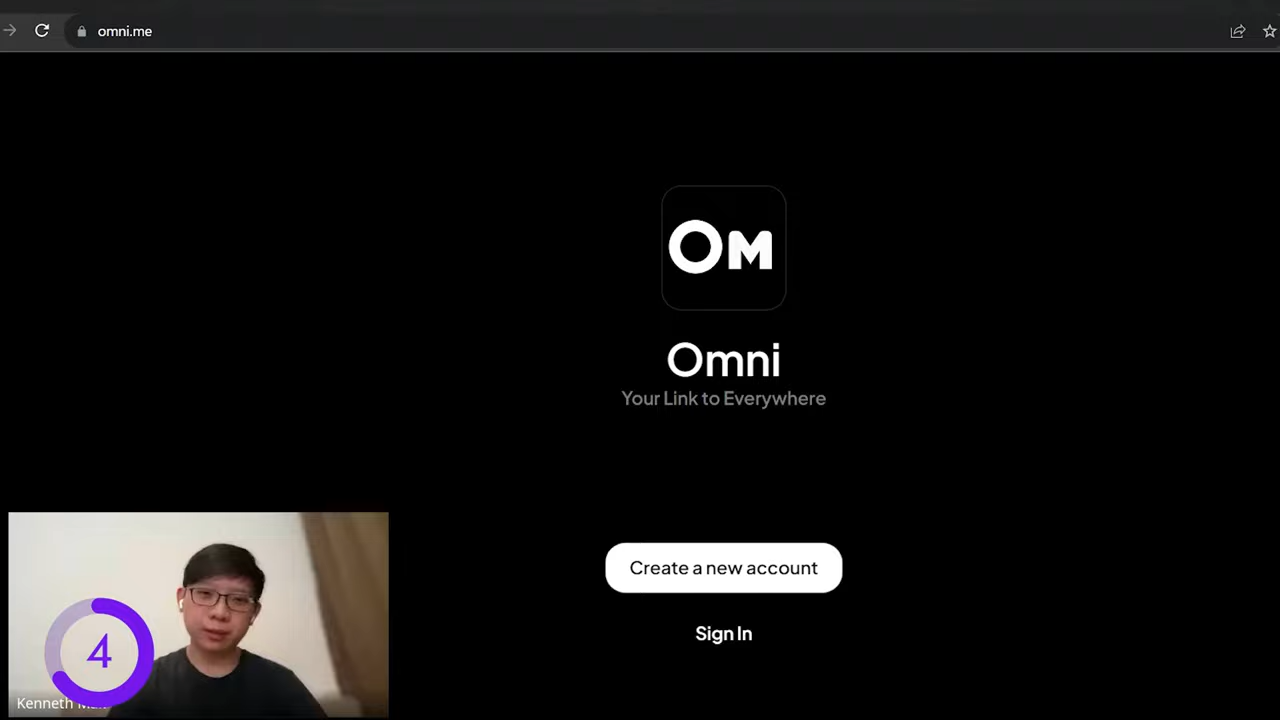 omni.me
OM
Omni
Your Link to Everywhere
Create a new account
Sign In
4
Kenneth